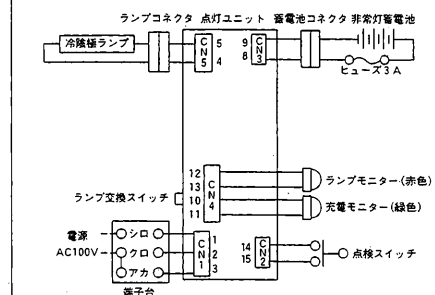 ランプコネクタ 点灯ユニット 蓄電池コネクタ 非常灯蓄電池
冷陰極ランプ
5
4
CN5
9
8
CN3
ヒューズ3A
12
13
10
11
CN4
ランプモニター(赤色)
充電モニター(緑色)
ランプ交換スイッチ
電源
AC100V
シロ
クロ
アカ
1
2
3
CN1
14
15
CN2
点検スイッチ
端子台